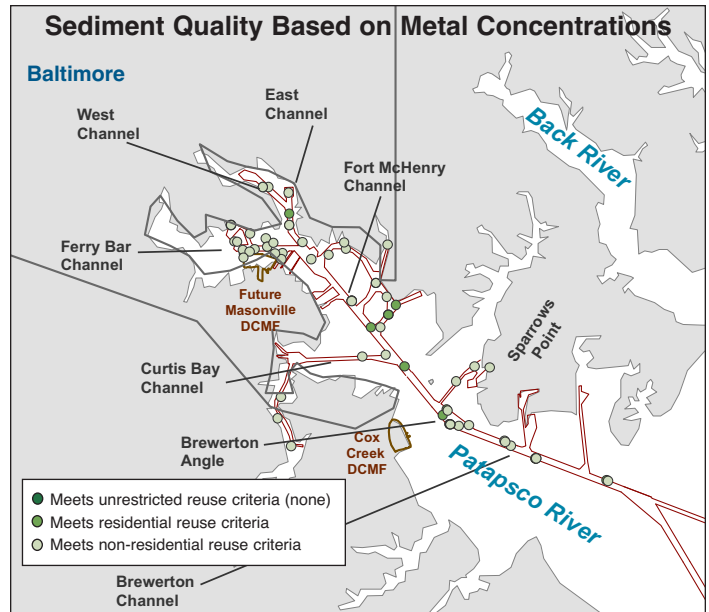 Sediment Quality Based on Metal Concentrations
Baltimore
East
Channel
West
Channel
Back River
Fort McHenry
Channel
Ferry Bar
Channel
Future
Masonville
DCMF
Sparrows
Point
Curtis Bay
Channel
Brewerton
Angle
Cox
Creek
DCMF
Patapsco River
Meets unrestricted reuse criteria (none)
Meets residential reuse criteria
Meets non-residential reuse criteria
Brewerton
Channel